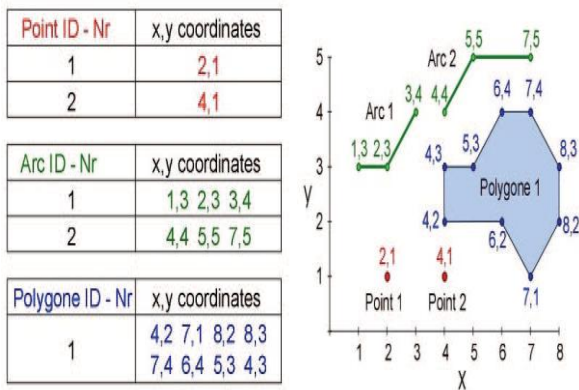 Point ID - Nr x,y coordinates
1 2,1
2 4,1
Arc ID - Nr x,y coordinates
1 1,3 2,3 3,4
2 4,4 5,5 7,5
Polygone ID - Nr x,y coordinates
1 4,2 7,1 8,2 8,3
7,4 6,4 5,3 4,3
5,5 7,5
5 Arc 2
3,4 4,4 6,4 7,4
4 Arc 1
1,3 2,3 4,3 5,3 8,3
3
y Polygone 1
2 4,2 6,2 8,2
2,1 4,1
1 7,1
Point 1 Point 2
1 2 3 4 5 6 7 8
x